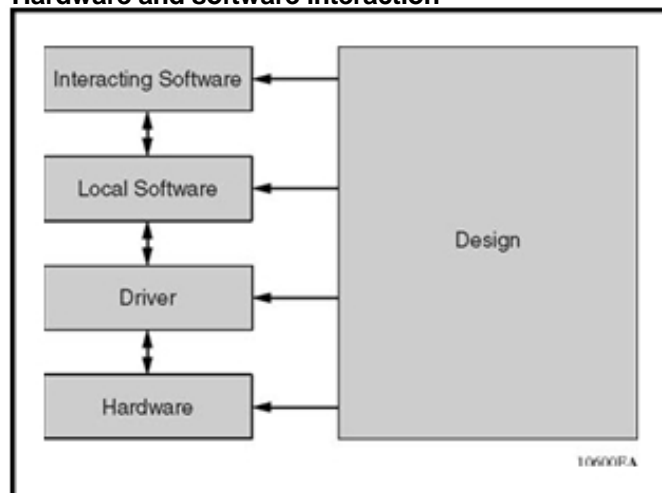 Hardware and software interaction
Interacting Software
Local Software
Design
Driver
Hardware
10600EA